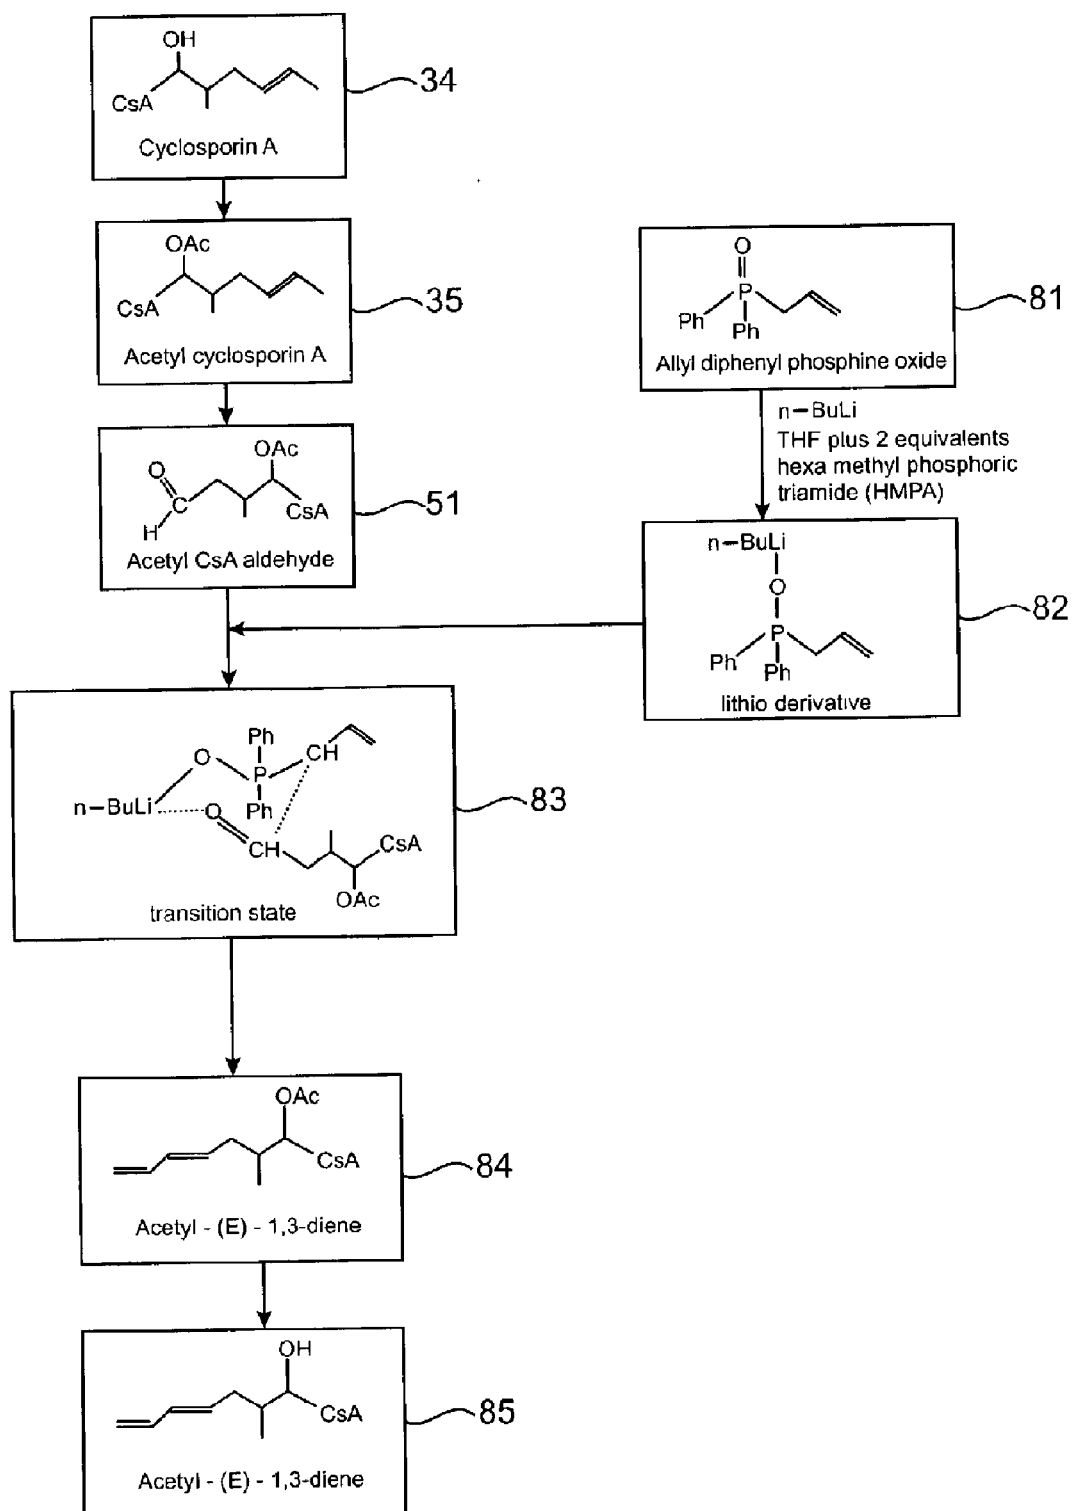 OH
CsA
Cyclosporin A
34
OAc
CsA
Acetyl cyclosporin A
35
O
P
Ph
Ph
Allyl diphenyl phosphine oxide
81
n-BuLi
THF plus 2 equivalents
hexa methyl phosphoric
triamide (HMPA)
OAc
O
C
H
CsA
Acetyl CsA aldehyde
51
n-BuLi
O
P
Ph
Ph
lithio derivative
82
Ph
O
P
CH
n-BuLi
O
Ph
CH
CsA
OAc
transition state
83
OAc
CsA
Acetyl - (E) - 1,3-diene
84
OH
CsA
Acetyl - (E) - 1,3-diene
85